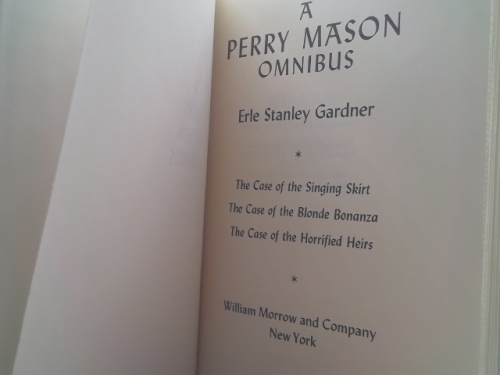 A
PERRY MASON
OMNIBUS
Erle Stanley Gardner
*
The Case of the Singing Skirt
The Case of the Blonde Bonanza
The Case of the Horrified Heirs
*
William Morrow and Company
New York